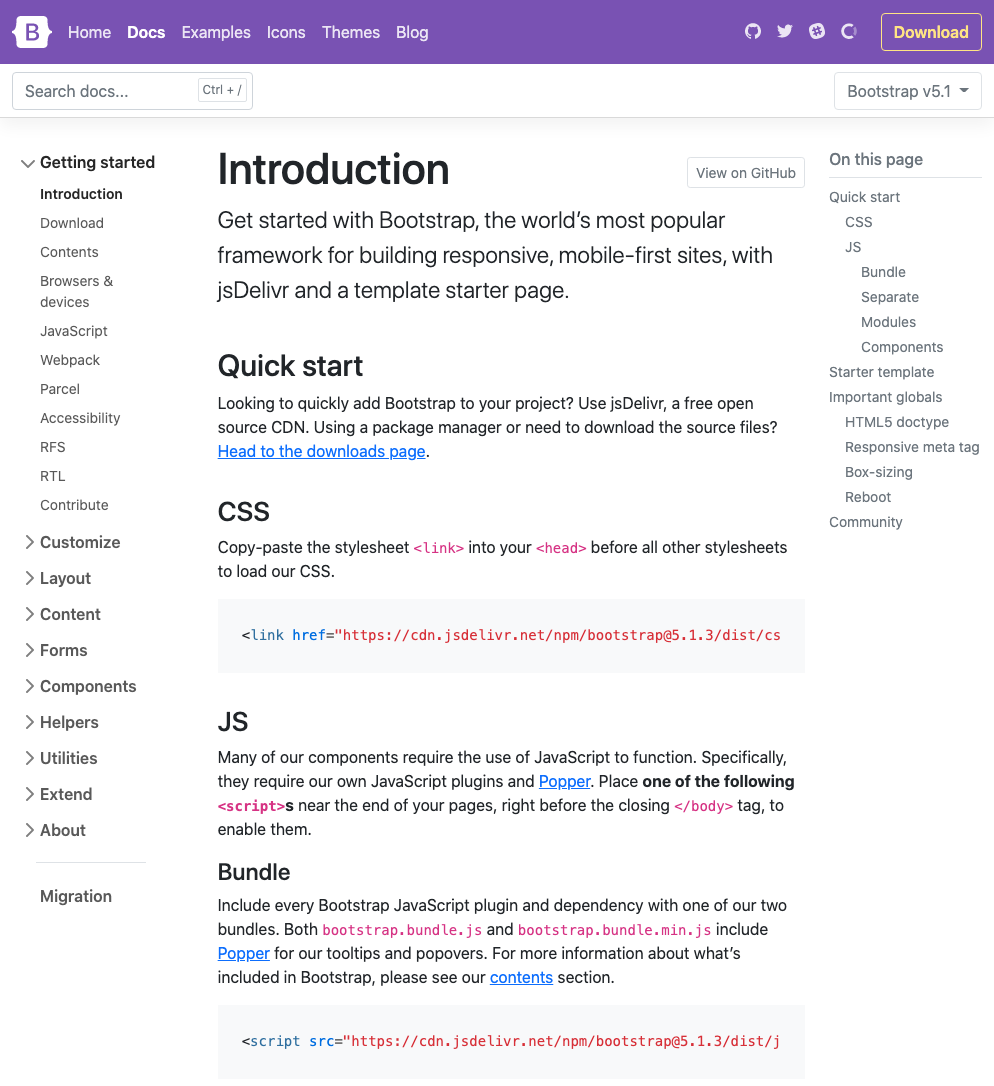 B Home Docs Examples Icons Themes Blog Download
Search docs... Ctrl + / Bootstrap v5.1
Getting started
Introduction
Download
Contents
Browsers &
devices
JavaScript
Webpack
Parcel
Accessibility
RFS
RTL
Contribute
Customize
Layout
Content
Forms
Components
Helpers
Utilities
Extend
About
Migration
Introduction
View on GitHub
Get started with Bootstrap, the world’s most popular
framework for building responsive, mobile-first sites, with
jsDelivr and a template starter page.
Quick start
Looking to quickly add Bootstrap to your project? Use jsDelivr, a free open
source CDN. Using a package manager or need to download the source files?
Head to the downloads page.
CSS
Copy-paste the stylesheet <link> into your <head> before all other stylesheets
to load our CSS.
<link href="https://cdn.jsdelivr.net/npm/bootstrap@5.1.3/dist/cs
JS
Many of our components require the use of JavaScript to function. Specifically,
they require our own JavaScript plugins and Popper. Place one of the following
<script>s near the end of your pages, right before the closing </body> tag, to
enable them.
Bundle
Include every Bootstrap JavaScript plugin and dependency with one of our two
bundles. Both bootstrap.bundle.js and bootstrap.bundle.min.js include
Popper for our tooltips and popovers. For more information about what’s
included in Bootstrap, please see our contents section.
<script src="https://cdn.jsdelivr.net/npm/bootstrap@5.1.3/dist/j
On this page
Quick start
CSS
JS
Bundle
Separate
Modules
Components
Starter template
Important globals
HTML5 doctype
Responsive meta tag
Box-sizing
Reboot
Community